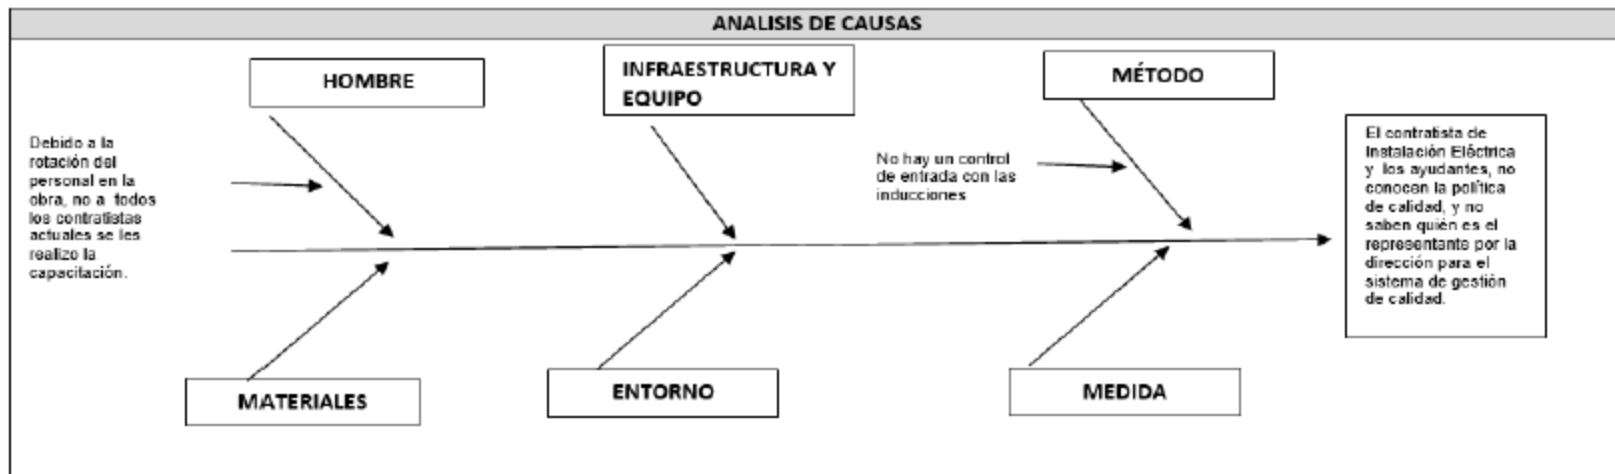 ANALISIS DE CAUSAS
HOMBRE
INFRAESTRUCTURA Y
EQUIPO
MÉTODO
Debido a la
rotación del
personal en la
obra, no a todos
los contratistas
actuales se les
realizo la
capacitación.
No hay un control
de entrada con las
inducciones
El contratista de
Instalación Eléctrica
y los ayudantes, no
conocen la política
de calidad, y no
saben quién es el
representante por la
dirección para el
sistema de gestión
de calidad.
MATERIALES
ENTORNO
MEDIDA